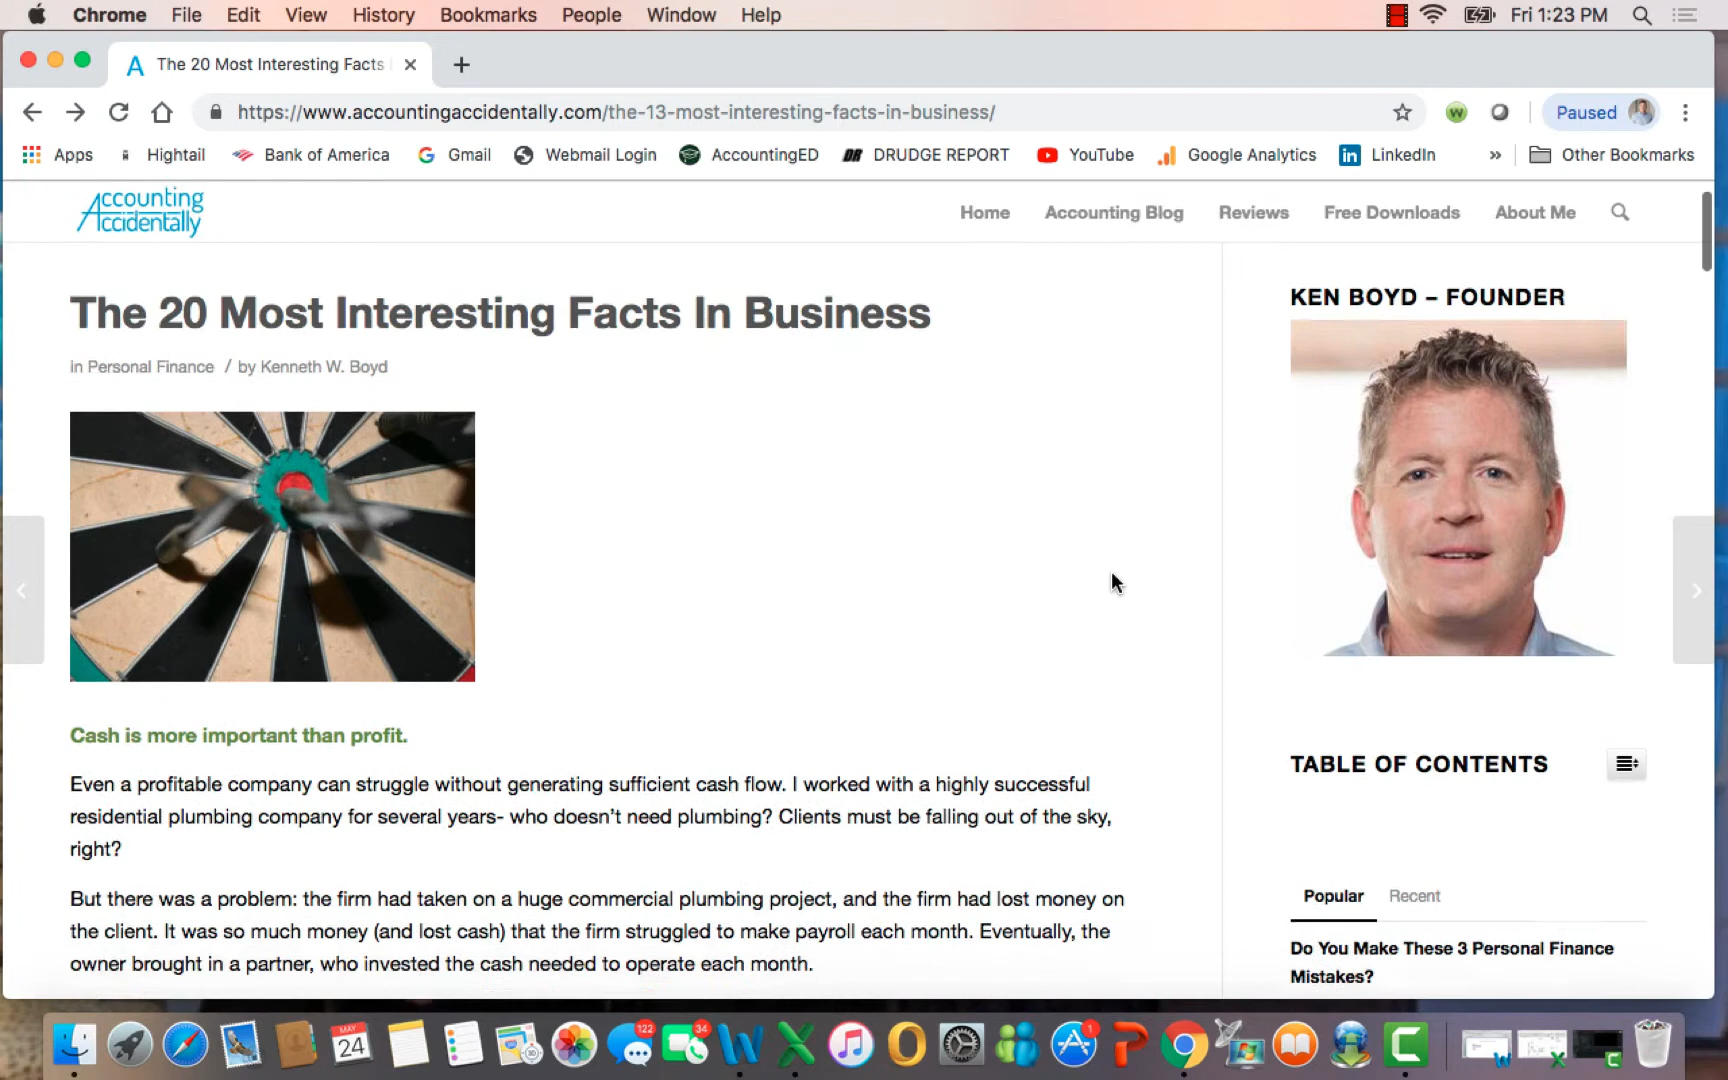 Chrome File Edit View History Bookmarks People Window Help Fri 1:23 PM
The 20 Most Interesting Facts
https://www.accountingaccidentally.com/the-13-most-interesting-facts-in-business/ Paused
Apps Hightail Bank of America Gmail Webmail Login AccountingED DRUDGE REPORT YouTube Google Analytics LinkedIn » Other Bookmarks
Accounting Accidentally
Home Accounting Blog Reviews Free Downloads About Me
The 20 Most Interesting Facts In Business
in Personal Finance / by Kenneth W. Boyd
Cash is more important than profit.
Even a profitable company can struggle without generating sufficient cash flow. I worked with a highly successful
residential plumbing company for several years- who doesn’t need plumbing? Clients must be falling out of the sky,
right?
But there was a problem: the firm had taken on a huge commercial plumbing project, and the firm had lost money on
the client. It was so much money (and lost cash) that the firm struggled to make payroll each month. Eventually, the
owner brought in a partner, who invested the cash needed to operate each month.
KEN BOYD – FOUNDER
TABLE OF CONTENTS
Popular Recent
Do You Make These 3 Personal Finance
Mistakes?
MAY
24
122
34
1